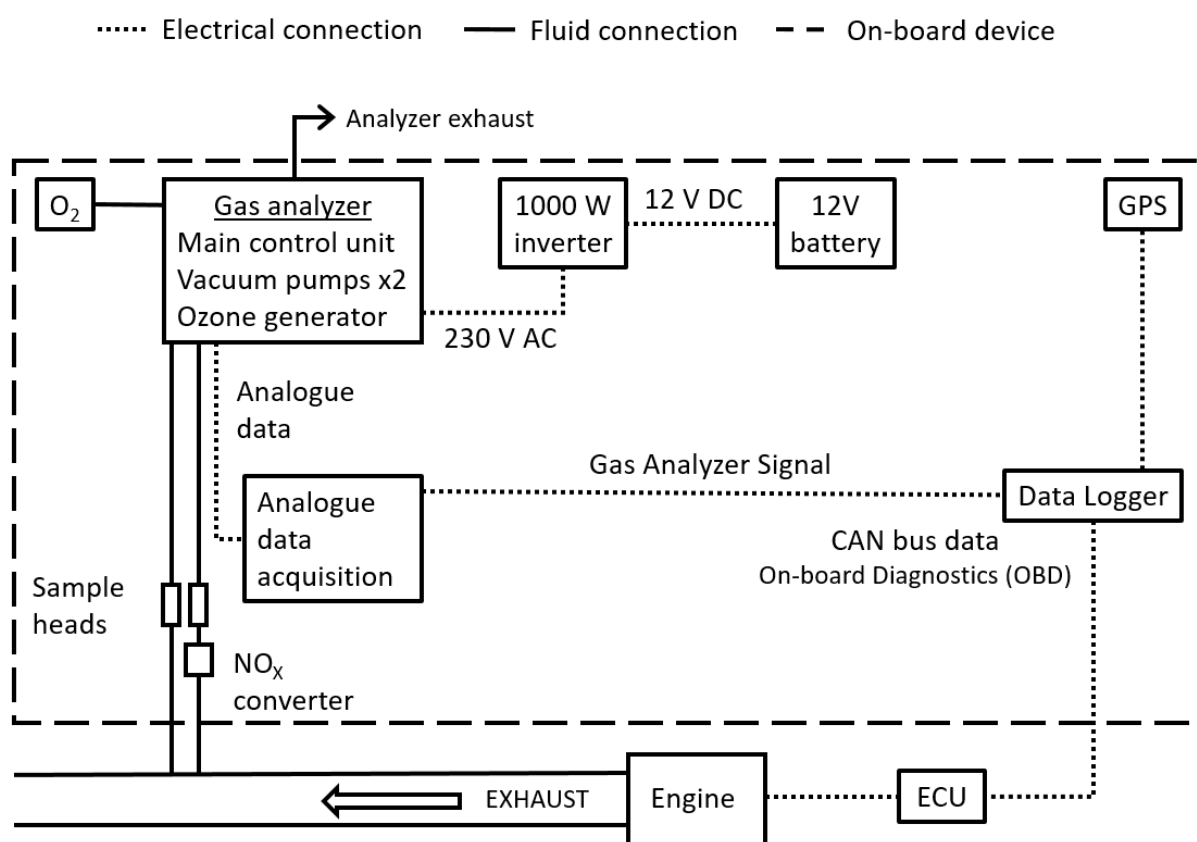 Electrical connection
Fluid connection
On-board device
Analyzer exhaust
O₂
Gas analyzer
Main control unit
Vacuum pumps x2
Ozone generator
1000 W
inverter
12 V DC
12V
battery
GPS
230 V AC
Analogue
data
Gas Analyzer Signal
Analogue
data
acquisition
Data Logger
CAN bus data
On-board Diagnostics (OBD)
Sample
heads
NOₓ
converter
EXHAUST
Engine
ECU